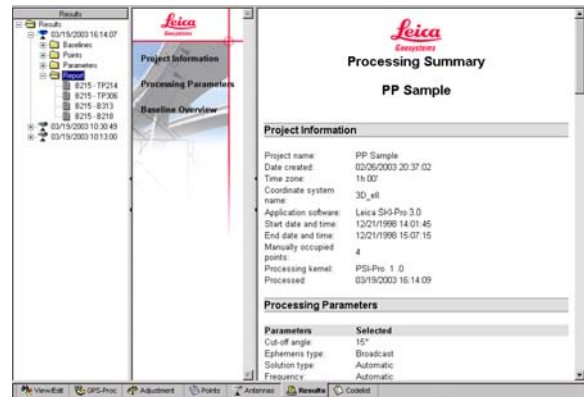 Results
Results
03/19/2003 16:14:07
Baselines
Points
Parameters
Report
B215 - TP214
B215 - TP306
B215 - B313
B215 - B218
03/19/2003 10:30:49
03/19/2003 10:13:00
Leica
Geosystems
Project Information
Processing Parameters
Baseline Overview
Leica
Geosystems
Processing Summary
PP Sample
Project Information
Project name: PP Sample
Date created: 02/26/2003 20:37:02
Time zone: 1h 00'
Coordinate system name: 3D_ell
Application software: Leica SKI-Pro 3.0
Start date and time: 12/21/1998 14:01:45
End date and time: 12/21/1998 15:07:15
Manually occupied points: 4
Processing kernel: PSI-Pro 1.0
Processed: 03/19/2003 16:14:09
Processing Parameters
Parameters Selected
Cut-off angle: 15°
Ephemeris type: Broadcast
Solution type: Automatic
Frequency: Automatic
View/Edit GPS-Proc Adjustment Points Antennas Results Codelist